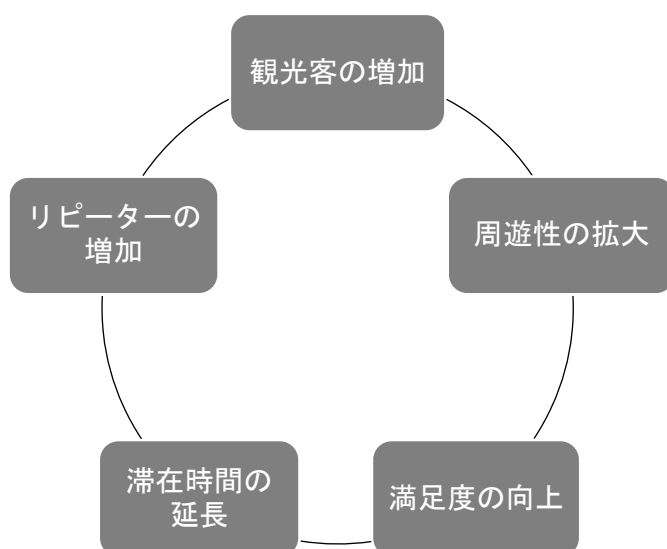 観光客の増加
周遊性の拡大
満足度の向上
滞在時間の
延長
リピーターの
増加